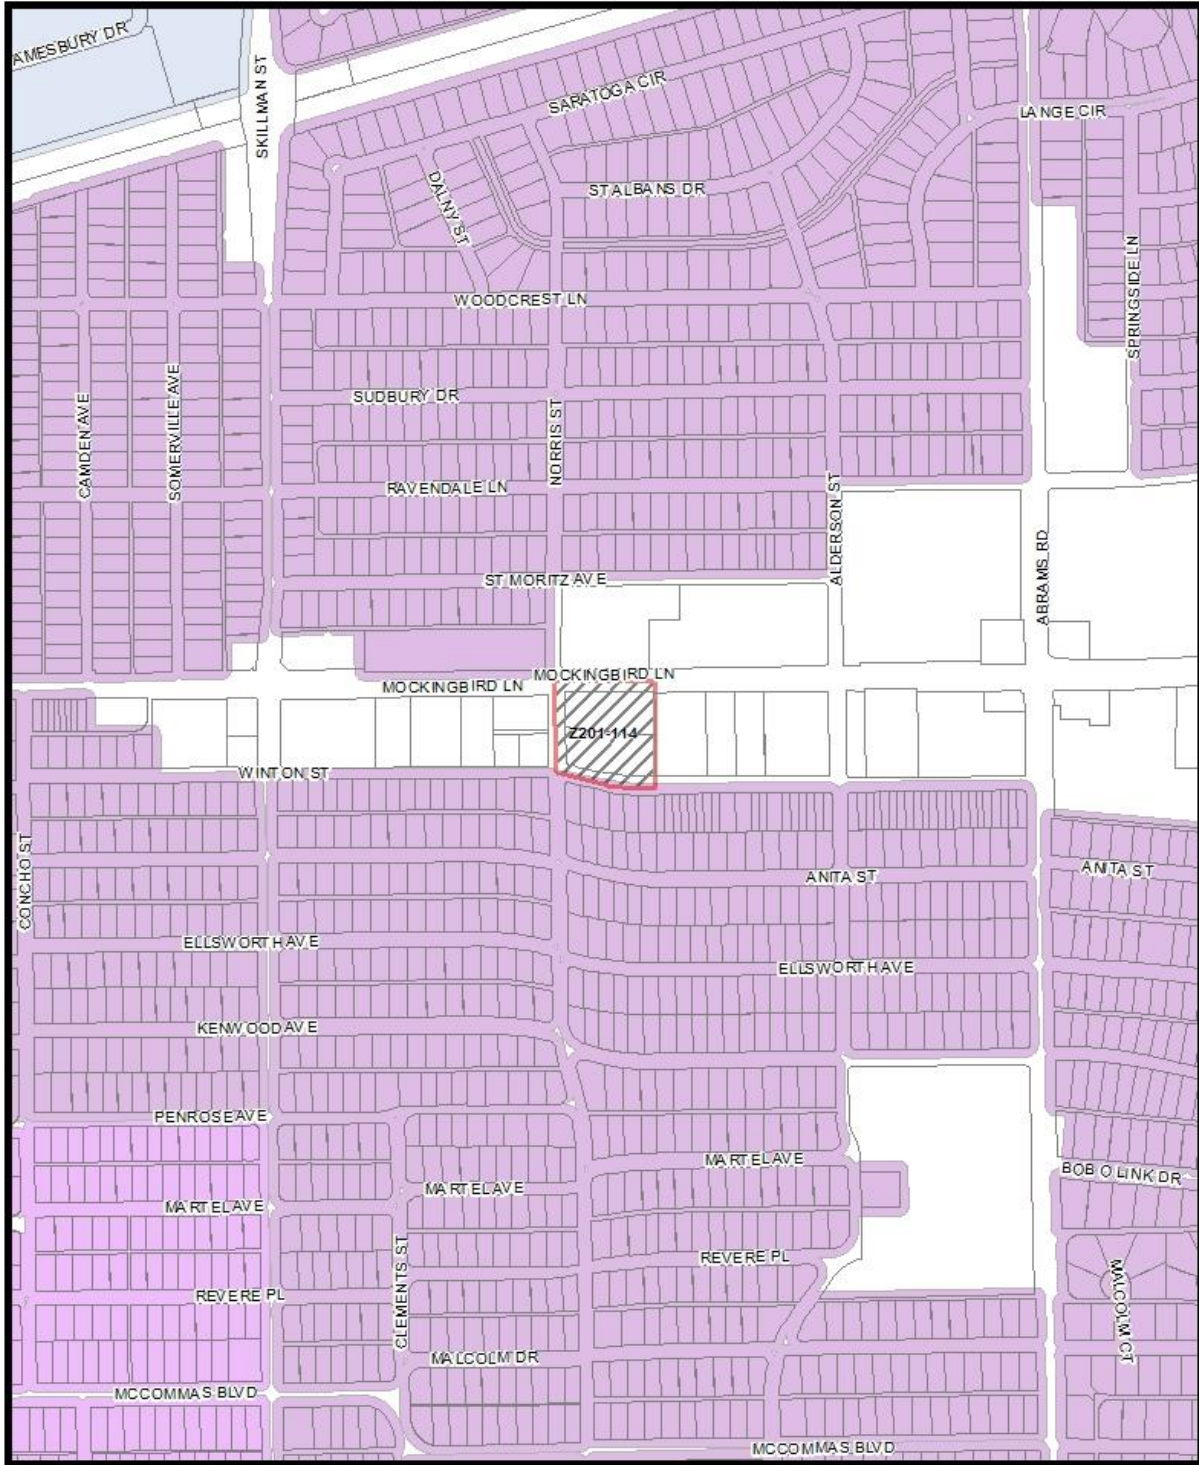 AMESBURY DR
SKILLMAN ST
SARATOGA CIR
LANGE CIR
DALNY ST
ST ALBANS DR
SPRINGSIDE LN
WOODCREST LN
CAMDEN AVE
SOMERVILLE AVE
SUDBURY DR
NORRIS ST
RAVENDALE LN
ALDERSON ST
ABRAMS RD
ST MORITZ AVE
MOCKINGBIRD LN
MOCKINGBIRD LN
Z201-114
WINTON ST
CONCHO ST
ANITA ST
ANITA ST
ELLSWORTH AVE
ELLSWORTH AVE
KENWOOD AVE
PENROSE AVE
MARTEL AVE
BOB O LINK DR
MARTEL AVE
MARTEL AVE
CLEMENTS ST
REVERE PL
REVERE PL
MALCOLM CT
MALCOLM DR
MCCOMMAS BLVD
MCCOMMAS BLVD